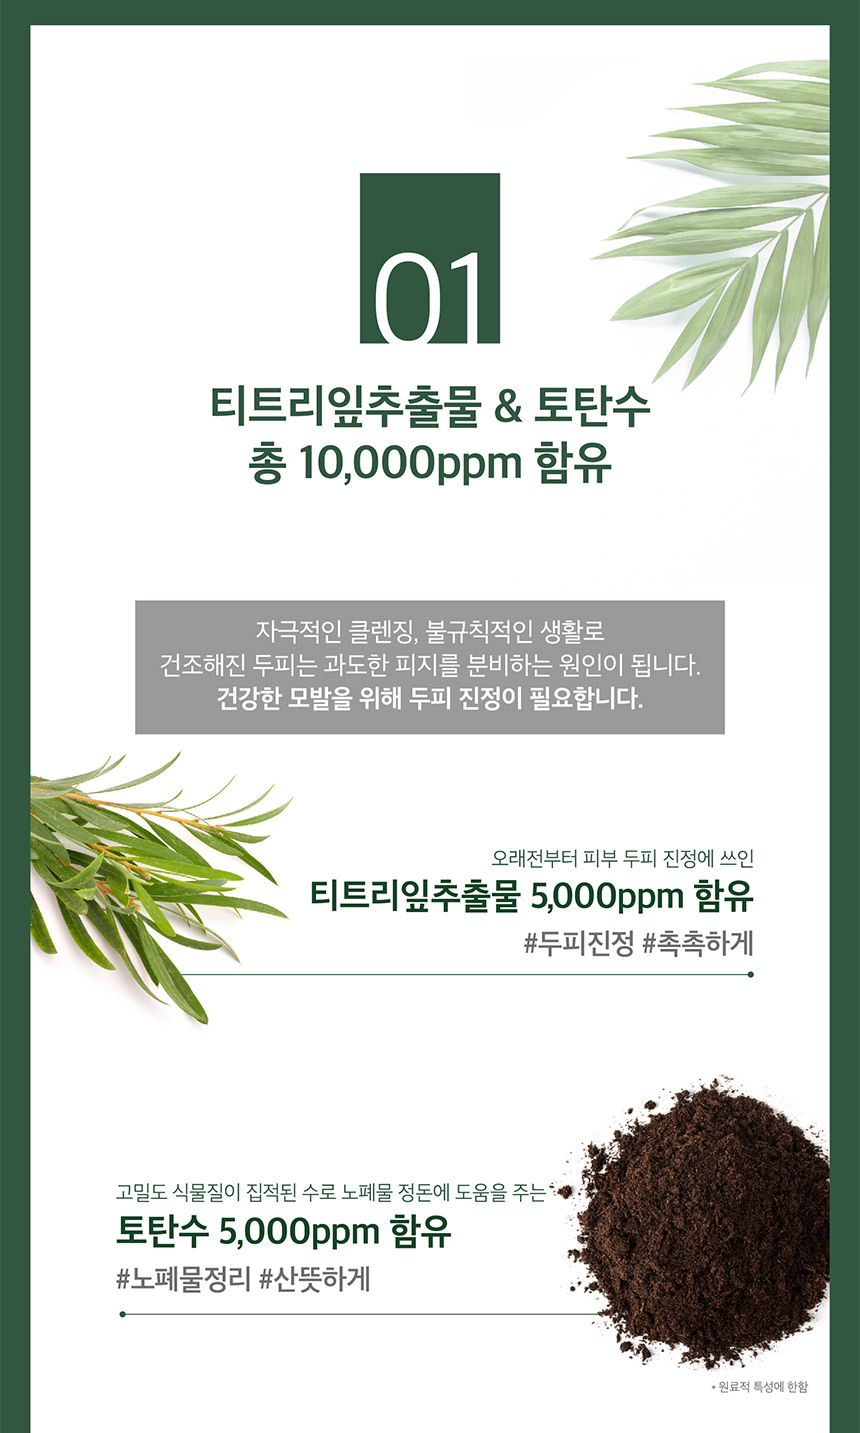 01
티트리잎추출물 & 토탄수
총 10,000ppm 함유
자극적인 클렌징, 불규칙적인 생활로
건조해진 두피는 과도한 피지를 분비하는 원인이 됩니다.
건강한 모발을 위해 두피 진정이 필요합니다.
오래전부터 피부 두피 진정에 쓰인
티트리잎추출물 5,000ppm 함유
#두피진정 #촉촉하게
고밀도 식물질이 집적된 수로 노폐물 정돈에 도움을 주는
토탄수 5,000ppm 함유
#노폐물정리 #산뜻하게
• 원료적 특성에 한함